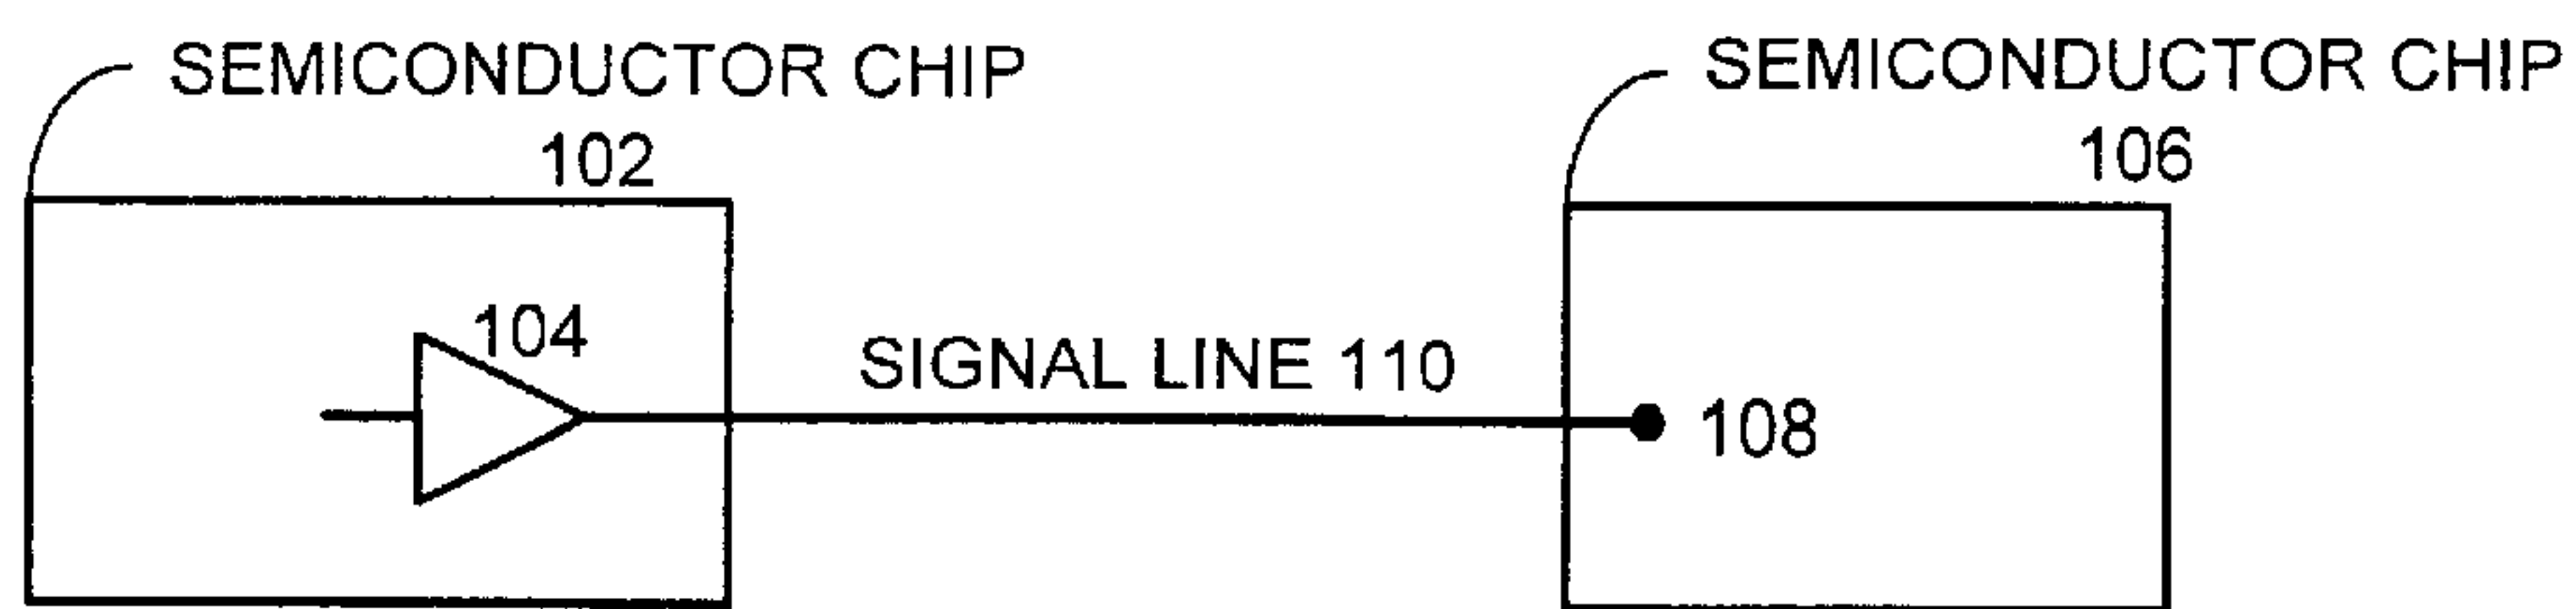 SEMICONDUCTOR CHIP
102
SEMICONDUCTOR CHIP
106
104
SIGNAL LINE 110
108